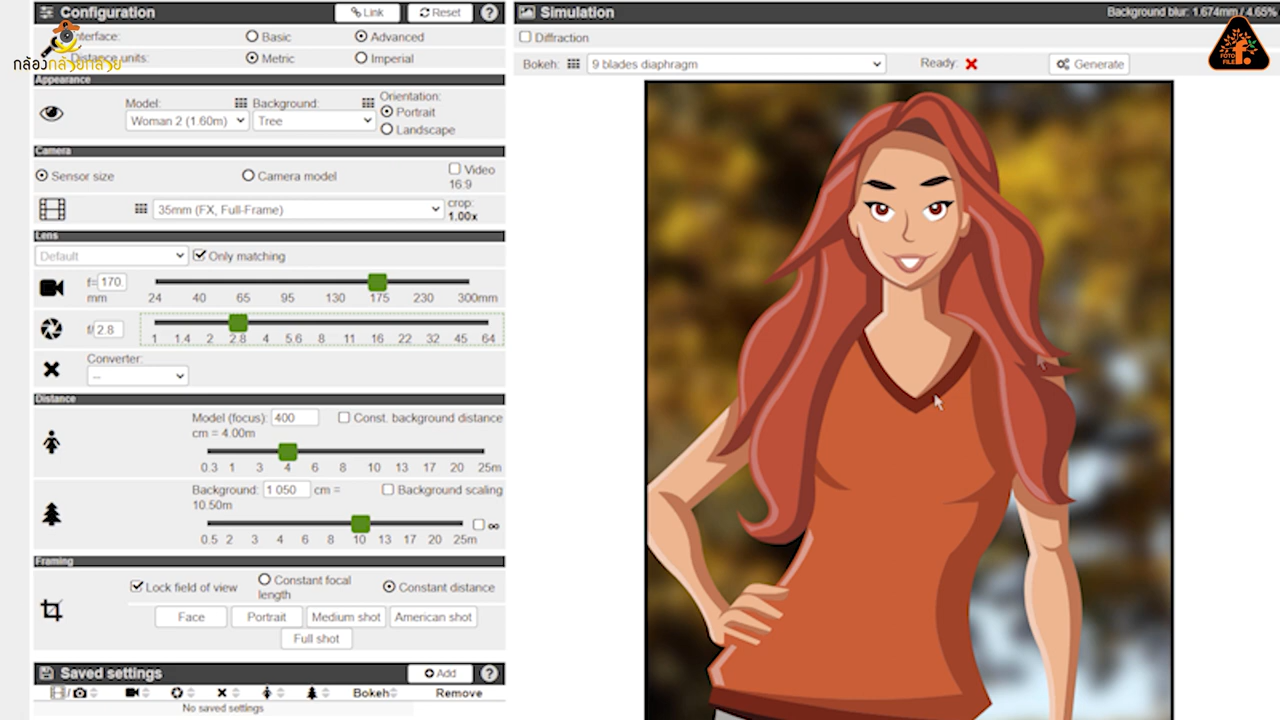 Configuration
Link
Reset
?
Interface:
Basic
Advanced
กล้องกล้วยกล้วย
Distance units:
Metric
Imperial
Appearance
Model:
Background:
Orientation:
Woman 2 (1.60m)
Tree
Portrait
Landscape
Camera
Sensor size
Camera model
Video
16:9
35mm (FX, Full-Frame)
crop:
1.00x
Lens
Default
Only matching
f= 170.
mm
24 40 65 95 130 175 230 300mm
f/ 2.8
1 1.4 2 2.8 4 5.6 8 11 16 22 32 45 64
Converter:
--
Distance
Model (focus): 400
cm = 4.00m
Const. background distance
0.3 1 3 4 6 8 10 13 17 20 25m
Background: 1 050 cm =
10.50m
Background scaling
∞
0.5 2 3 4 6 8 10 13 17 20 25m
Framing
Lock field of view
Constant focal
length
Constant distance
Face
Portrait
Medium shot
American shot
Full shot
Saved settings
Add
?
Bokeh
Remove
No saved settings
Simulation
Background blur: 1.674mm / 4.65%
Diffraction
Bokeh:
9 blades diaphragm
Ready:
Generate
FOTO
FILE